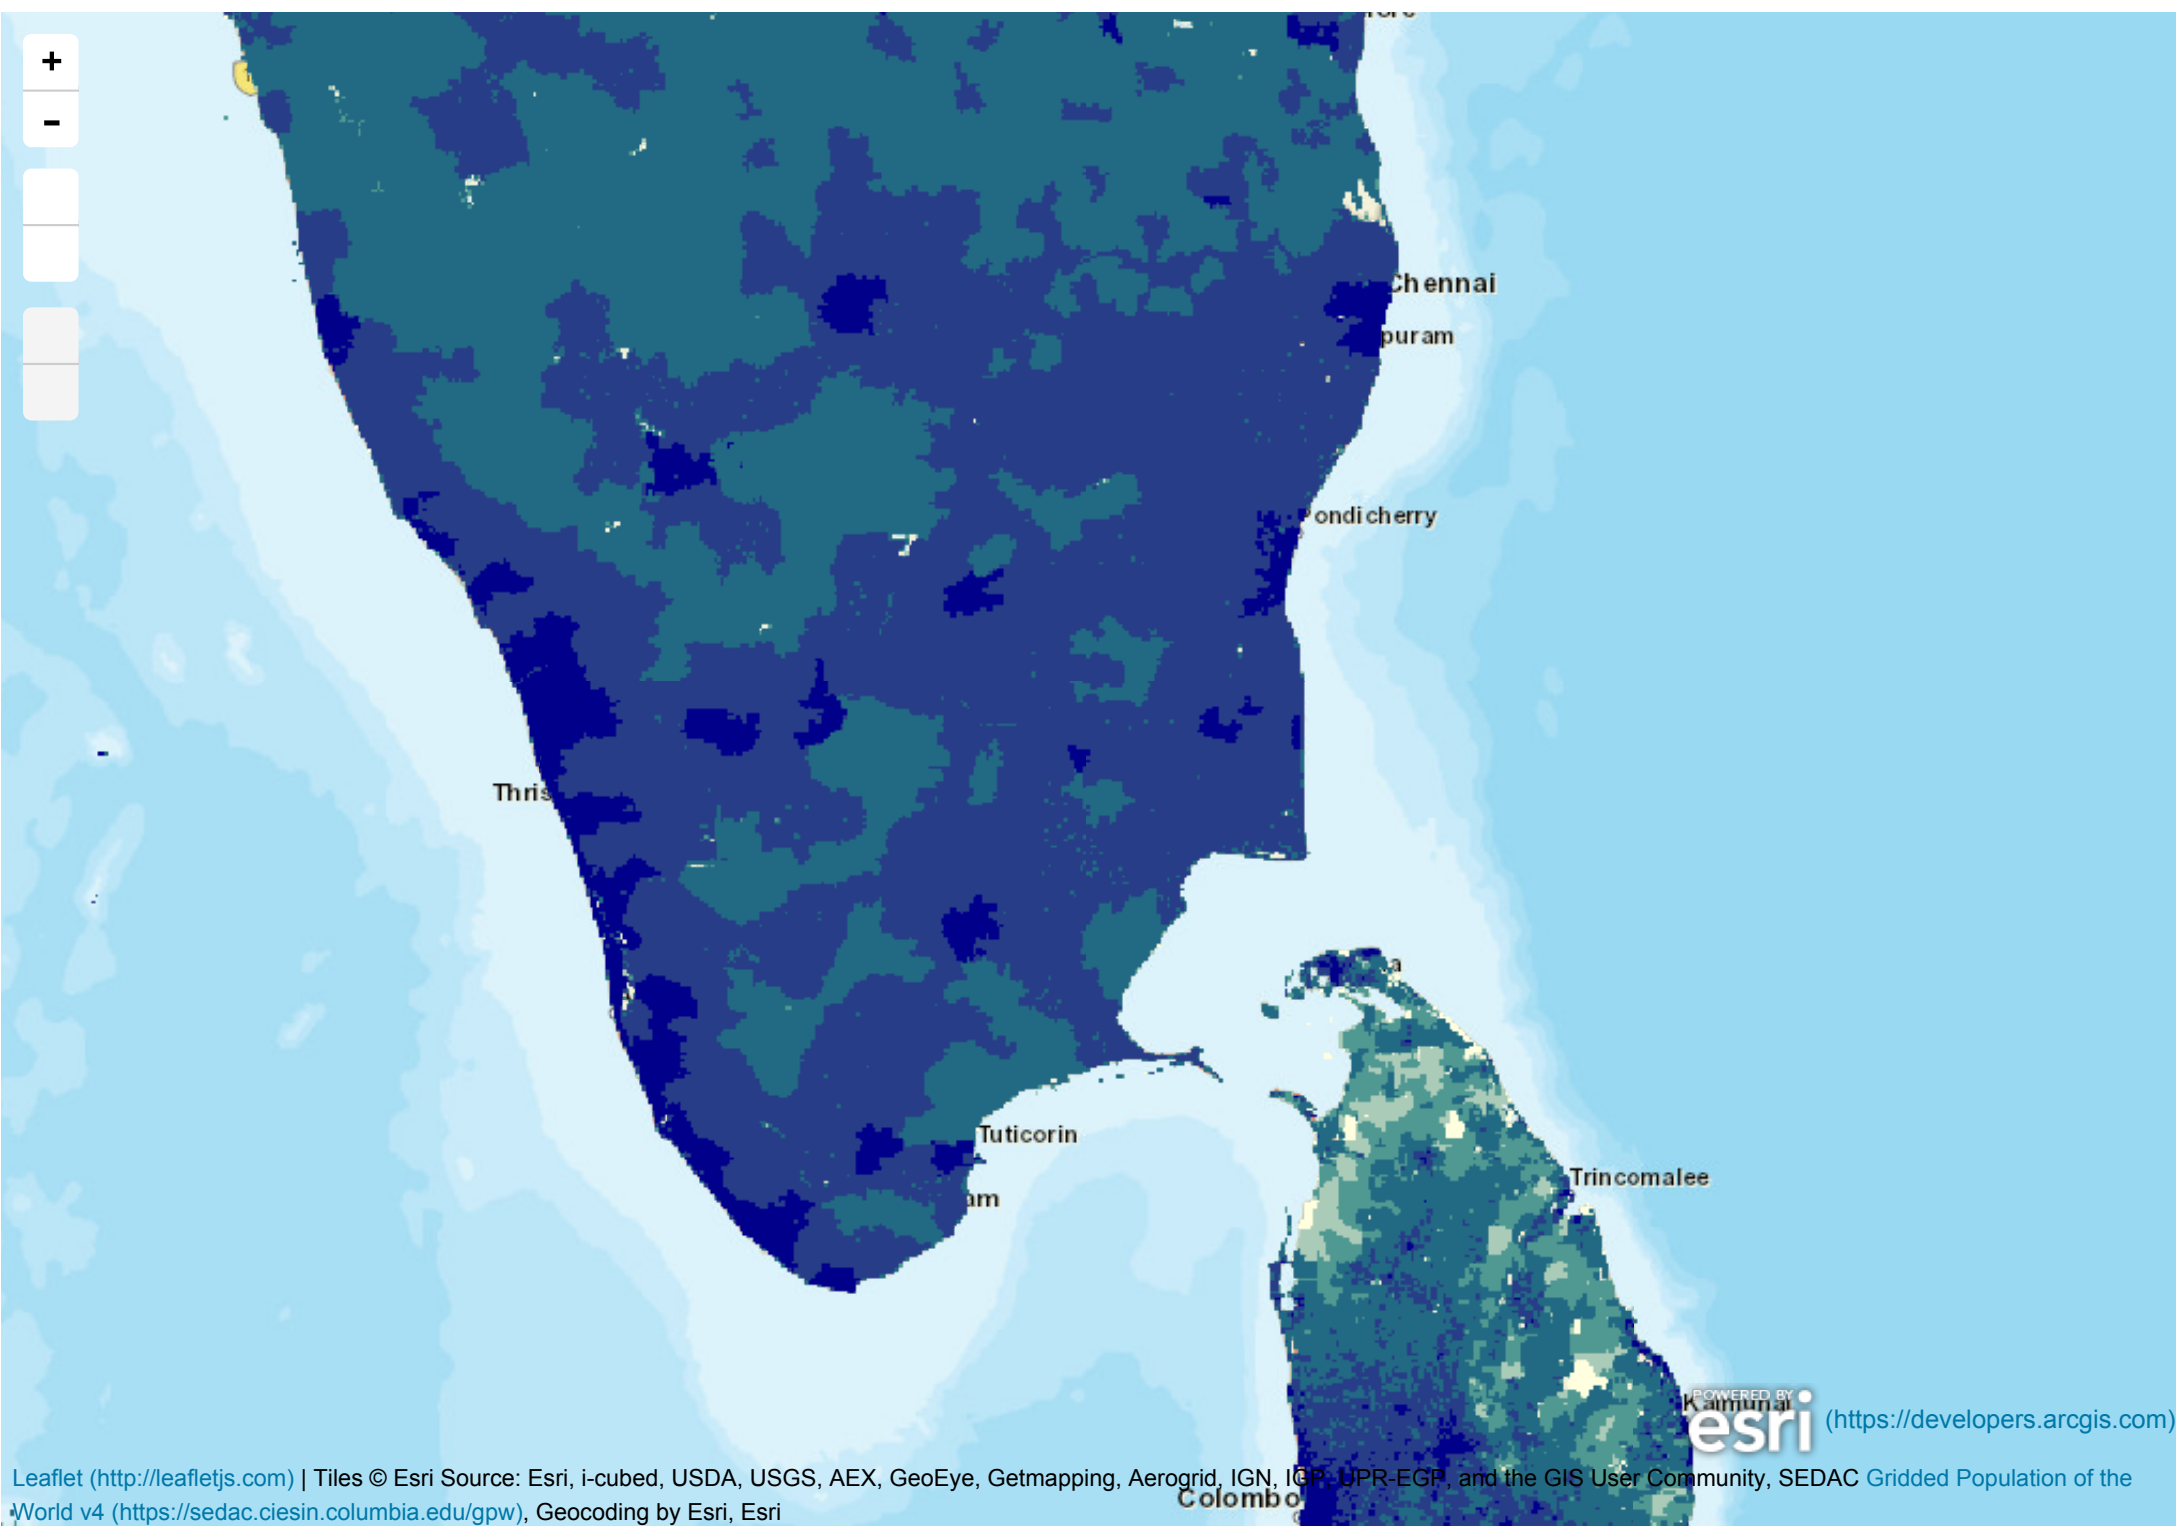 +
-
Chennai
puram
Pondicherry
Thris
a
Tuticorin
am
Trincomalee
Kalmunai
POWERED BY
esri (https://developers.arcgis.com)
Leaflet (http://leafletjs.com) | Tiles © Esri Source: Esri, i-cubed, USDA, USGS, AEX, GeoEye, Getmapping, Aerogrid, IGN, IGP, UPR-EGP, and the GIS User Community, SEDAC Gridded Population of the
Colombo
World v4 (https://sedac.ciesin.columbia.edu/gpw), Geocoding by Esri, Esri